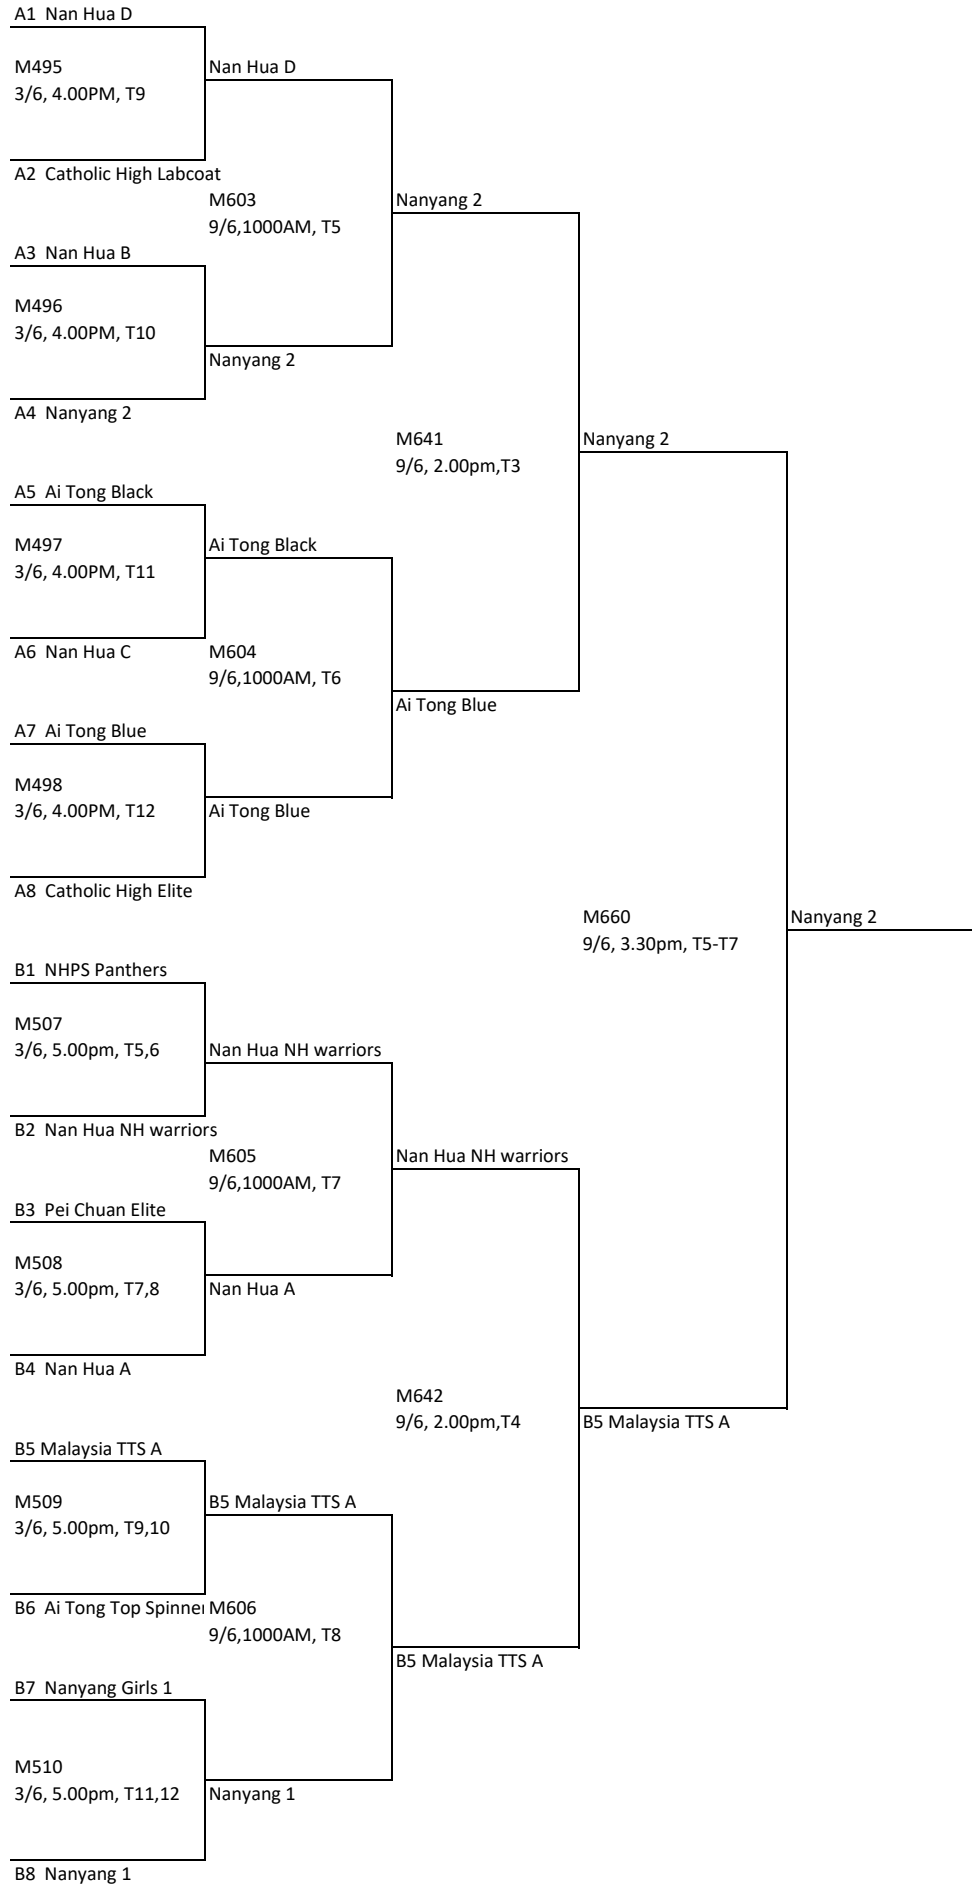 A1  Nan Hua D
M495
Nan Hua D
3/6, 4.00PM, T9
A2  Catholic High Labcoat
M603
Nanyang 2
9/6,1000AM, T5
A3  Nan Hua B
M496
3/6, 4.00PM, T10
Nanyang 2
A4  Nanyang 2
M641
Nanyang 2
9/6, 2.00pm,T3
A5  Ai Tong Black
M497
Ai Tong Black
3/6, 4.00PM, T11
A6  Nan Hua C
M604
9/6,1000AM, T6
Ai Tong Blue
A7  Ai Tong Blue
M498
3/6, 4.00PM, T12
Ai Tong Blue
A8  Catholic High Elite
M660
Nanyang 2
9/6, 3.30pm, T5-T7
B1  NHPS Panthers
M507
3/6, 5.00pm, T5,6
Nan Hua NH warriors
B2  Nan Hua NH warriors
M605
Nan Hua NH warriors
9/6,1000AM, T7
B3  Pei Chuan Elite
M508
3/6, 5.00pm, T7,8
Nan Hua A
B4  Nan Hua A
M642
9/6, 2.00pm,T4
B5 Malaysia TTS A
B5 Malaysia TTS A
M509
B5 Malaysia TTS A
3/6, 5.00pm, T9,10
B6  Ai Tong Top Spinner
M606
9/6,1000AM, T8
B5 Malaysia TTS A
B7  Nanyang Girls 1
M510
3/6, 5.00pm, T11,12
Nanyang 1
B8  Nanyang 1